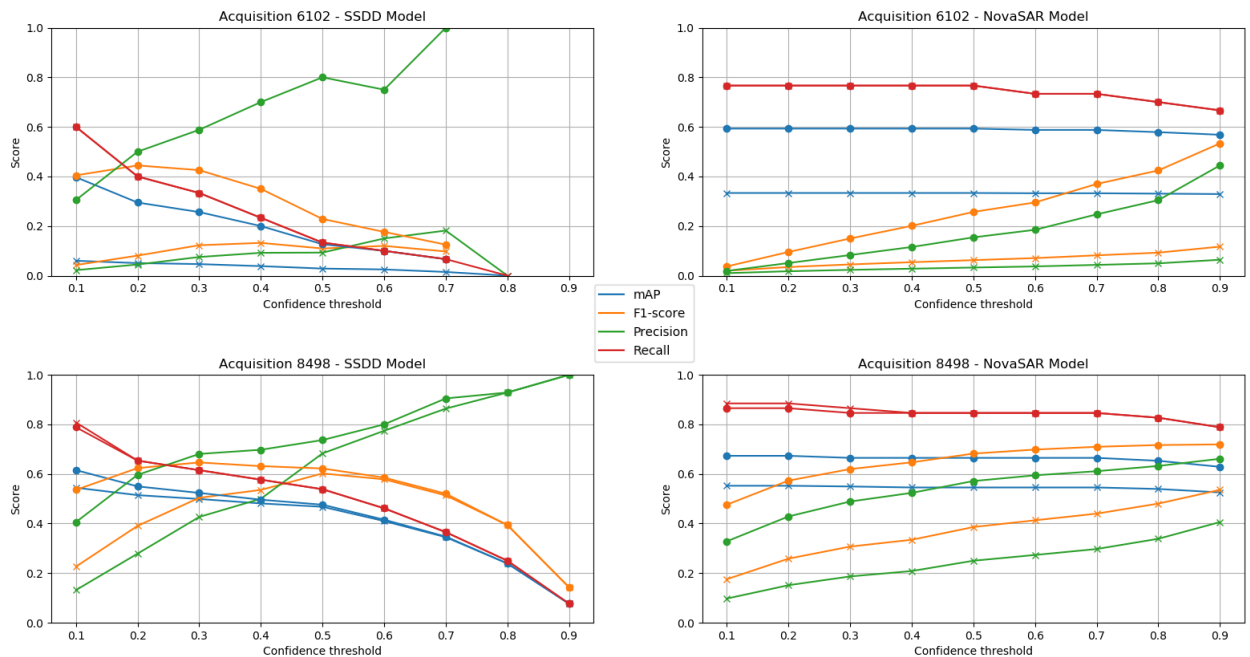 Acquisition 6102 - SSDD Model
1.0
0.8
0.6
0.4
0.2
0.0
Score
0.1 0.2 0.3 0.4 0.5 0.6 0.7 0.8 0.9
Confidence threshold
Acquisition 6102 - NovaSAR Model
1.0
0.8
0.6
0.4
0.2
0.0
Score
0.1 0.2 0.3 0.4 0.5 0.6 0.7 0.8 0.9
Confidence threshold
mAP
F1-score
Precision
Recall
Acquisition 8498 - SSDD Model
1.0
0.8
0.6
0.4
0.2
0.0
Score
0.1 0.2 0.3 0.4 0.5 0.6 0.7 0.8 0.9
Confidence threshold
Acquisition 8498 - NovaSAR Model
1.0
0.8
0.6
0.4
0.2
0.0
Score
0.1 0.2 0.3 0.4 0.5 0.6 0.7 0.8 0.9
Confidence threshold